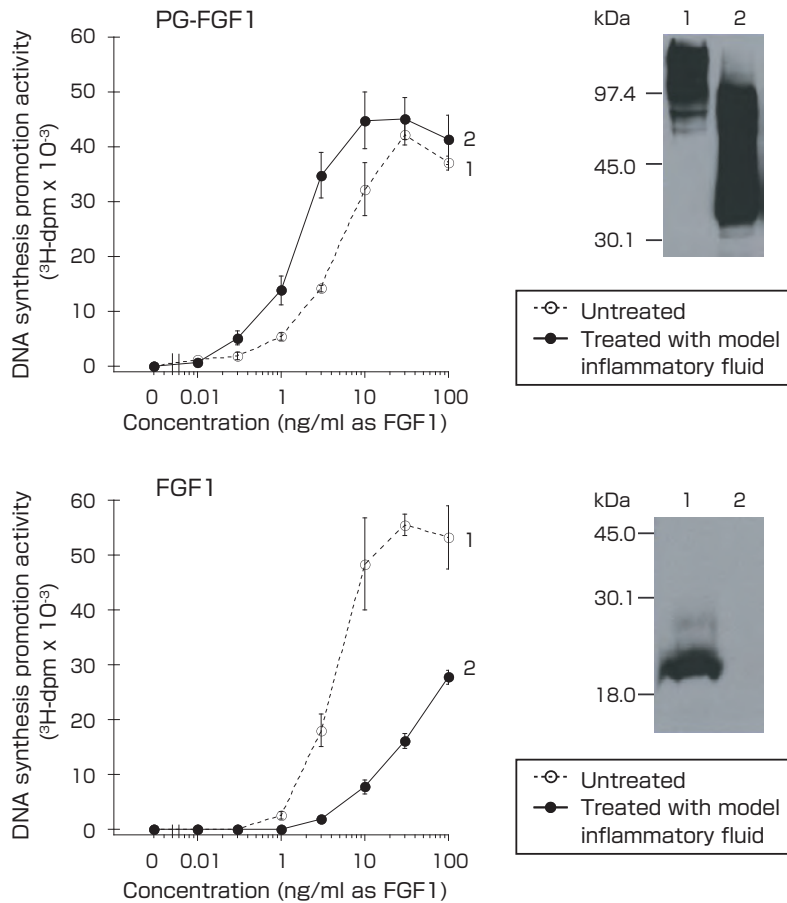 PG-FGF1
60
50
40
30
20
10
0
DNA synthesis promotion activity
(³H-dpm x 10⁻³)
2
1
0 0.01 1 10 100
Concentration (ng/ml as FGF1)
kDa 1 2
97.4
45.0
30.1
Untreated
Treated with model
inflammatory fluid
FGF1
60
50
40
30
20
10
0
DNA synthesis promotion activity
(³H-dpm x 10⁻³)
1
2
0 0.01 1 10 100
Concentration (ng/ml as FGF1)
kDa 1 2
45.0
30.1
18.0
Untreated
Treated with model
inflammatory fluid